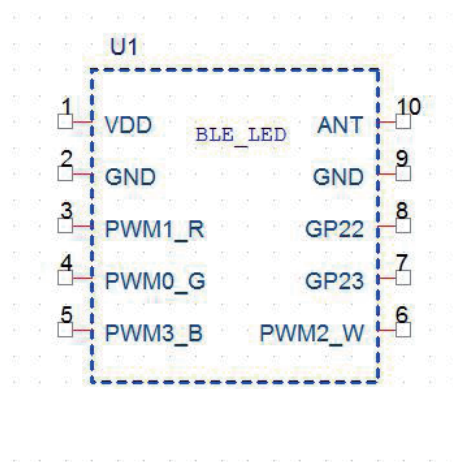 U1
1 VDD BLE_LED ANT 10
2 GND GND 9
3 PWM1_R GP22 8
4 PWM0_G GP23 7
5 PWM3_B PWM2_W 6